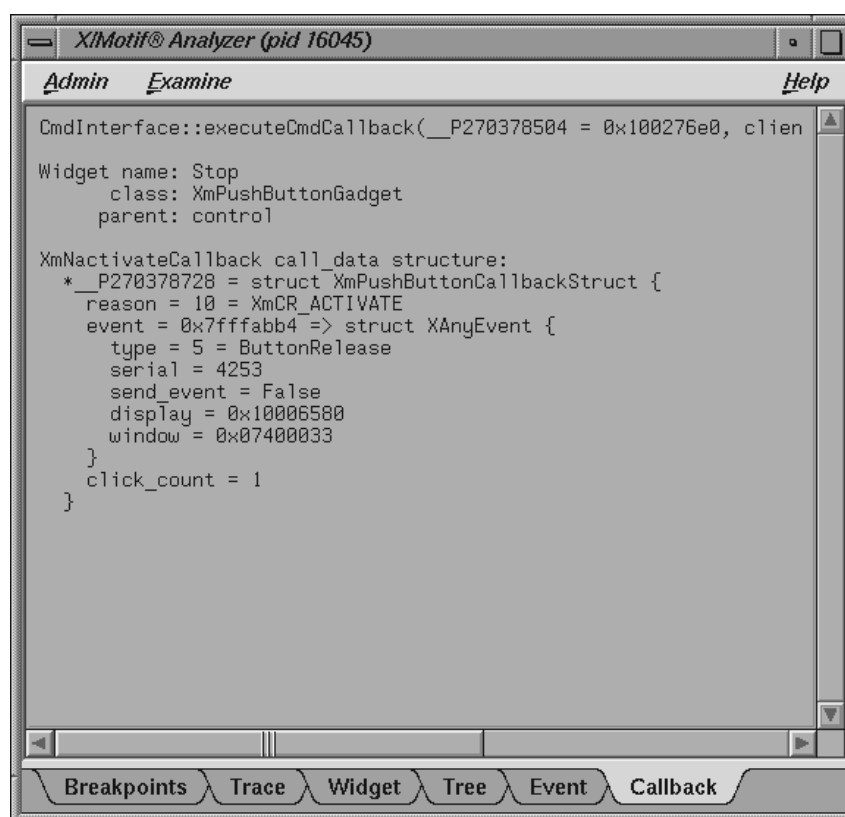 X/Motif® Analyzer (pid 16045)
Admin Examine Help
CmdInterface::executeCmdCallback(__P270378504 = 0x100276e0, clien
Widget name: Stop
class: XmPushButtonGadget
parent: control
XmNactivateCallback call_data structure:
*__P270378728 = struct XmPushButtonCallbackStruct {
reason = 10 = XmCR_ACTIVATE
event = 0x7fffabb4 => struct XAnyEvent {
type = 5 = ButtonRelease
serial = 4253
send_event = False
display = 0x10006580
window = 0x07400033
}
click_count = 1
}
Breakpoints Trace Widget Tree Event Callback